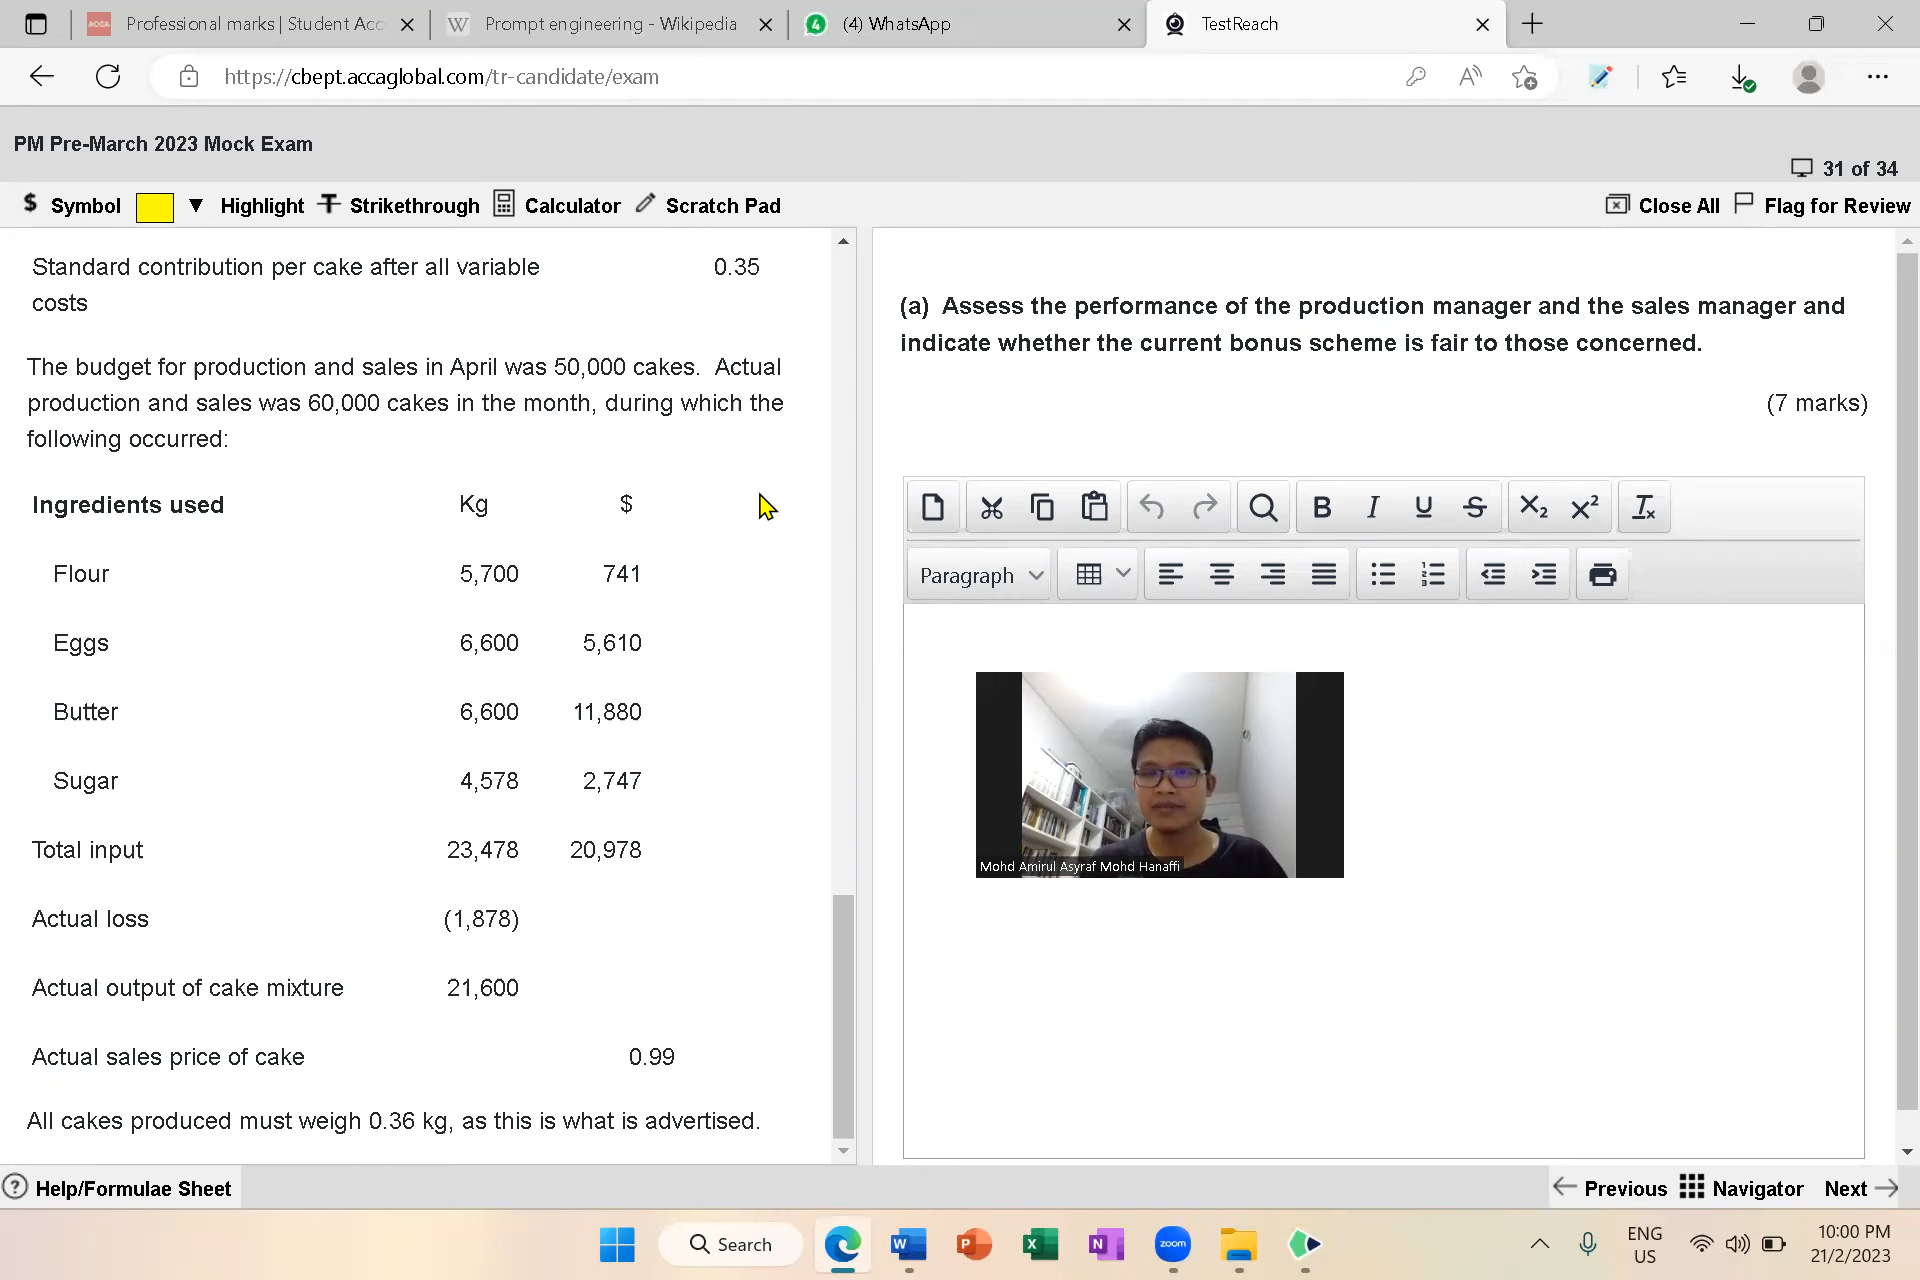 Professional marks | Student Acc
Prompt engineering - Wikipedia
(4) WhatsApp
TestReach
https://cbept.accaglobal.com/tr-candidate/exam
PM Pre-March 2023 Mock Exam
31 of 34
Symbol Highlight Strikethrough Calculator Scratch Pad
Close All Flag for Review
Standard contribution per cake after all variable 0.35
costs
The budget for production and sales in April was 50,000 cakes. Actual
production and sales was 60,000 cakes in the month, during which the
following occurred:
Ingredients used Kg $
Flour 5,700 741
Eggs 6,600 5,610
Butter 6,600 11,880
Sugar 4,578 2,747
Total input 23,478 20,978
Actual loss (1,878)
Actual output of cake mixture 21,600
Actual sales price of cake 0.99
All cakes produced must weigh 0.36 kg, as this is what is advertised.
(a) Assess the performance of the production manager and the sales manager and
indicate whether the current bonus scheme is fair to those concerned.
(7 marks)
Paragraph
Mohd Amirul Asyraf Mohd Hanaffi
Help/Formulae Sheet
Previous Navigator Next
Search
zoom
ENG
US
10:00 PM
21/2/2023